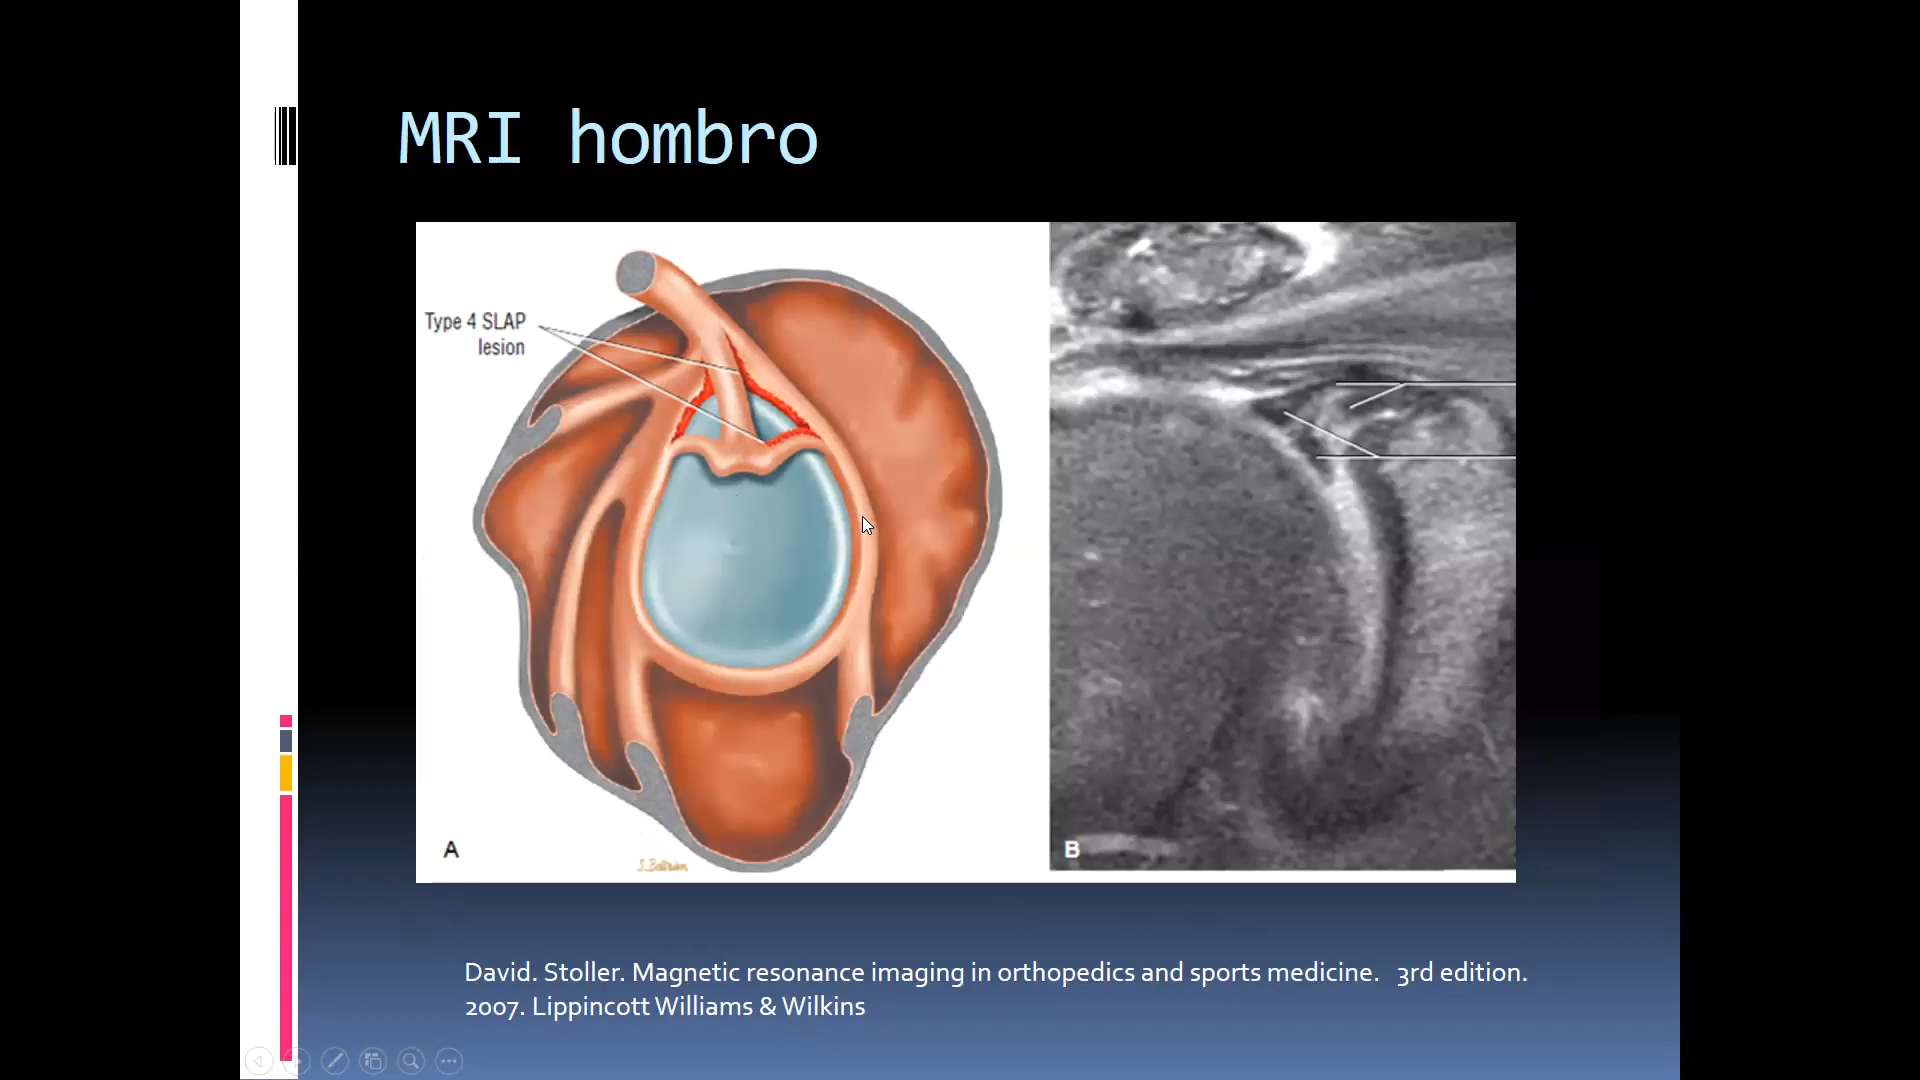 MRI hombro
Type 4 SLAP
lesion
A
S. Beltran
B
David. Stoller. Magnetic resonance imaging in orthopedics and sports medicine. 3rd edition.
2007. Lippincott Williams & Wilkins